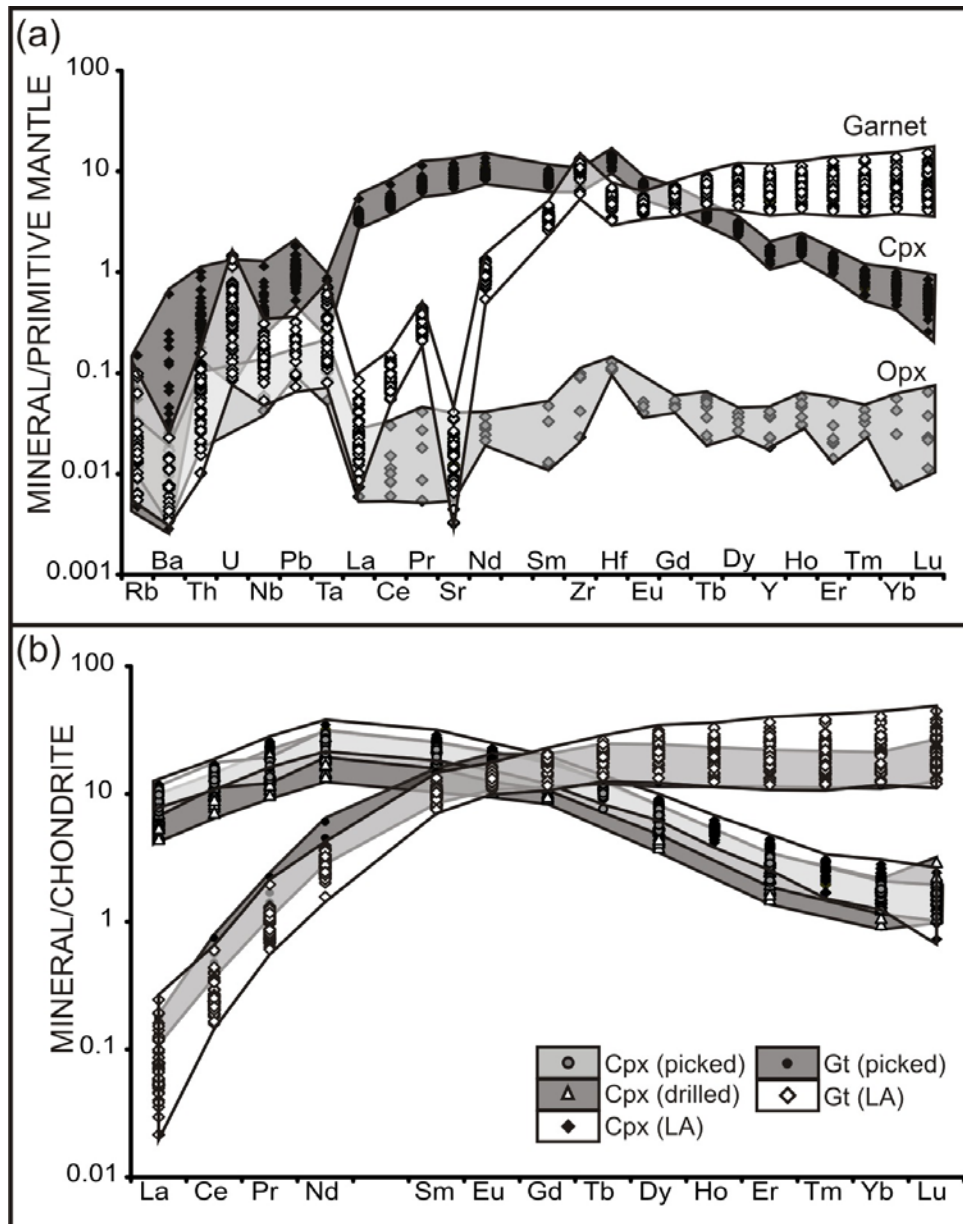 (a)
MINERAL/PRIMITIVE MANTLE
100
10
1
0.1
0.01
0.001
Garnet
Cpx
Opx
Ba U Pb La Pr Nd Sm Hf Gd Dy Ho Tm Lu
Rb Th Nb Ta Ce Sr Zr Eu Tb Y Er Yb
(b)
MINERAL/CHONDRITE
100
10
1
0.1
0.01
Cpx (picked) Gt (picked)
Cpx (drilled) Gt (LA)
Cpx (LA)
La Ce Pr Nd Sm Eu Gd Tb Dy Ho Er Tm Yb Lu